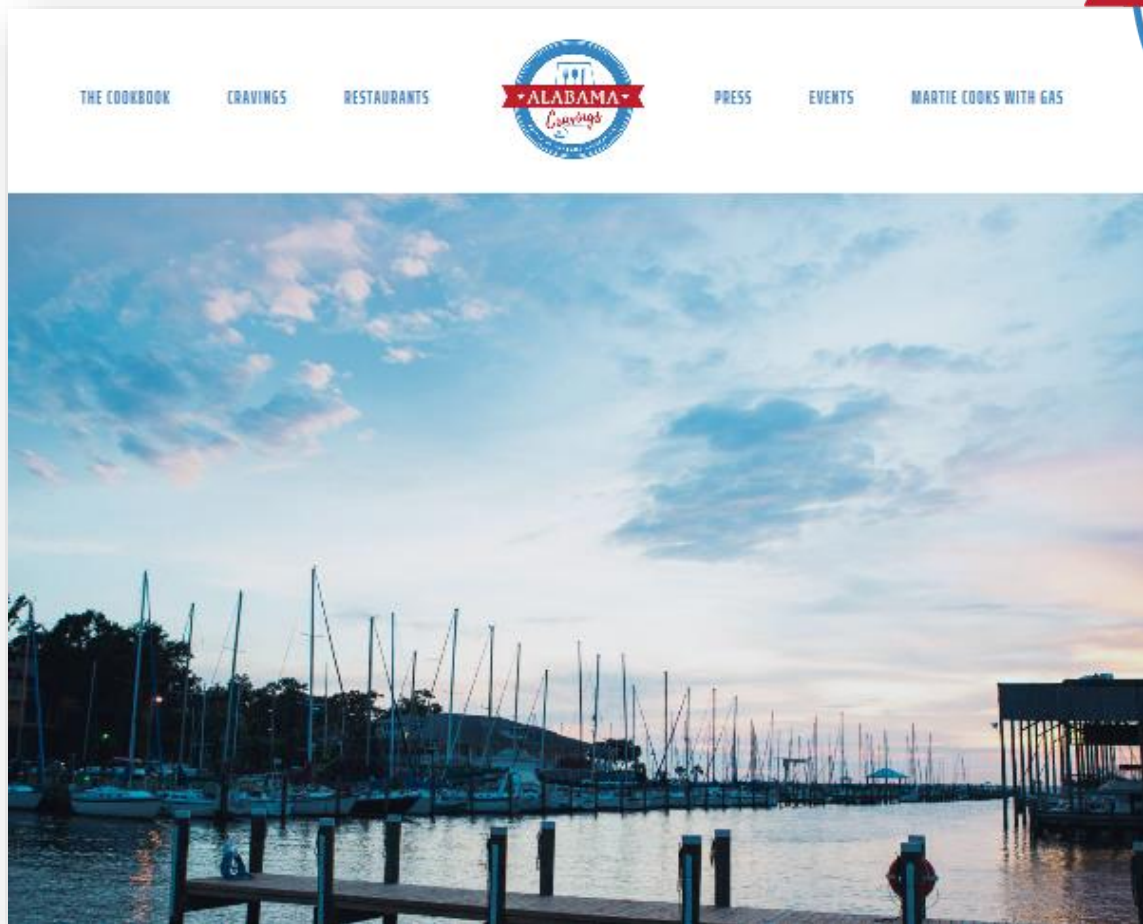 THE COOKBOOK
CRAVINGS
RESTAURANTS
ALABAMA
Cravings
PRESS
EVENTS
MARTIE COOKS WITH GAS